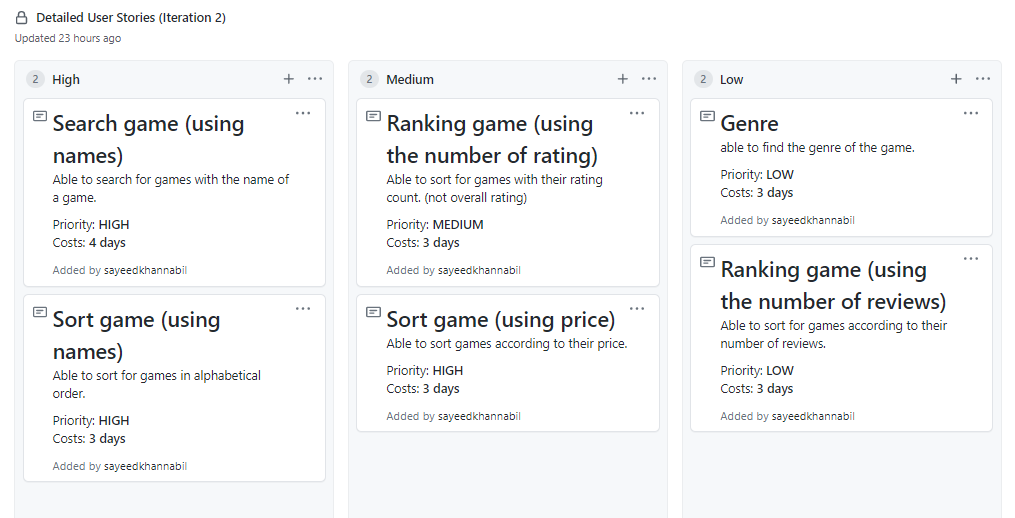 Detailed User Stories (Iteration 2)
Updated 23 hours ago
2 High
Search game (using
names)
Able to search for games with the name of
a game.
Priority: HIGH
Costs: 4 days
Added by sayeedkhannabil
Sort game (using
names)
Able to sort for games in alphabetical
order.
Priority: HIGH
Costs: 3 days
Added by sayeedkhannabil
2 Medium
Ranking game (using
the number of rating)
Able to sort for games with their rating
count. (not overall rating)
Priority: MEDIUM
Costs: 3 days
Added by sayeedkhannabil
Sort game (using price)
Able to sort games according to their price.
Priority: HIGH
Costs: 3 days
Added by sayeedkhannabil
2 Low
Genre
able to find the genre of the game.
Priority: LOW
Costs: 3 days
Added by sayeedkhannabil
Ranking game (using
the number of reviews)
Able to sort for games according to their
number of reviews.
Priority: LOW
Costs: 3 days
Added by sayeedkhannabil